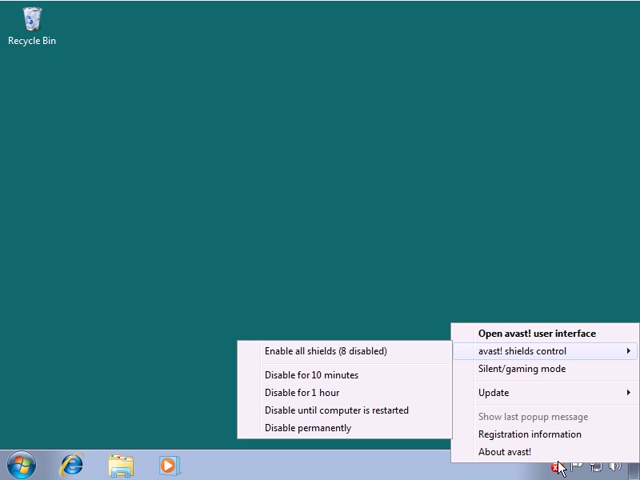 Recycle Bin
Open avast! user interface
avast! shields control
Silent/gaming mode
Update
Show last popup message
Registration information
About avast!
Enable all shields (8 disabled)
Disable for 10 minutes
Disable for 1 hour
Disable until computer is restarted
Disable permanently